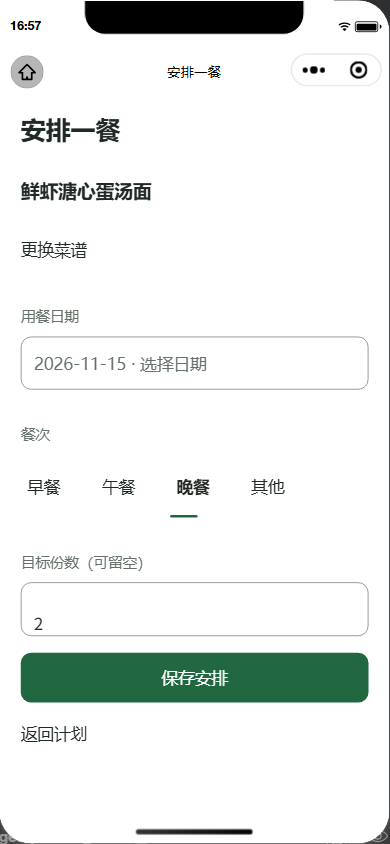 16:57
安排一餐
安排一餐
鲜虾溏心蛋汤面
更换菜谱
用餐日期
2026-11-15 · 选择日期
餐次
早餐 午餐 晚餐 其他
目标份数（可留空）
2
保存安排
返回计划